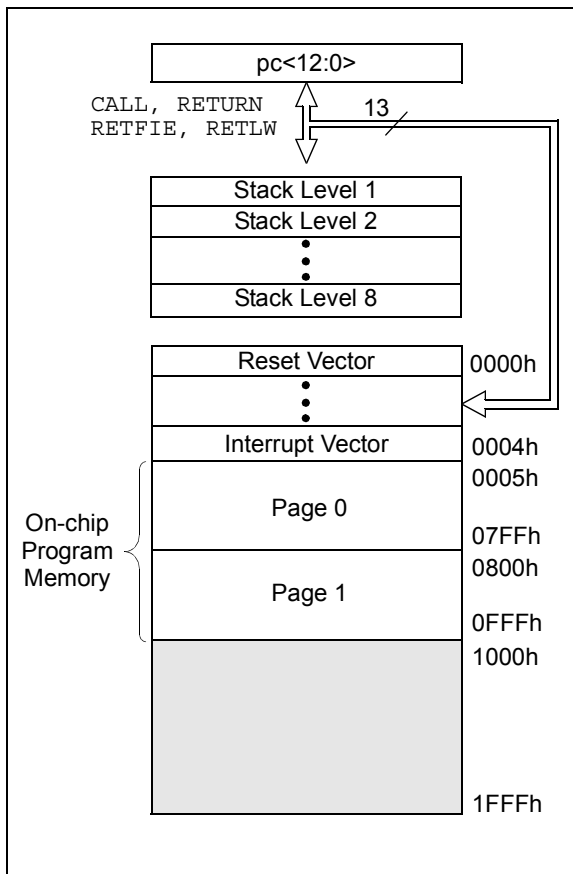 pc<12:0>
CALL, RETURN
RETFIE, RETLW
13
Stack Level 1
Stack Level 2
Stack Level 8
Reset Vector
0000h
Interrupt Vector
0004h
0005h
On-chip
Program
Memory
Page 0
07FFh
0800h
Page 1
0FFFh
1000h
1FFFh